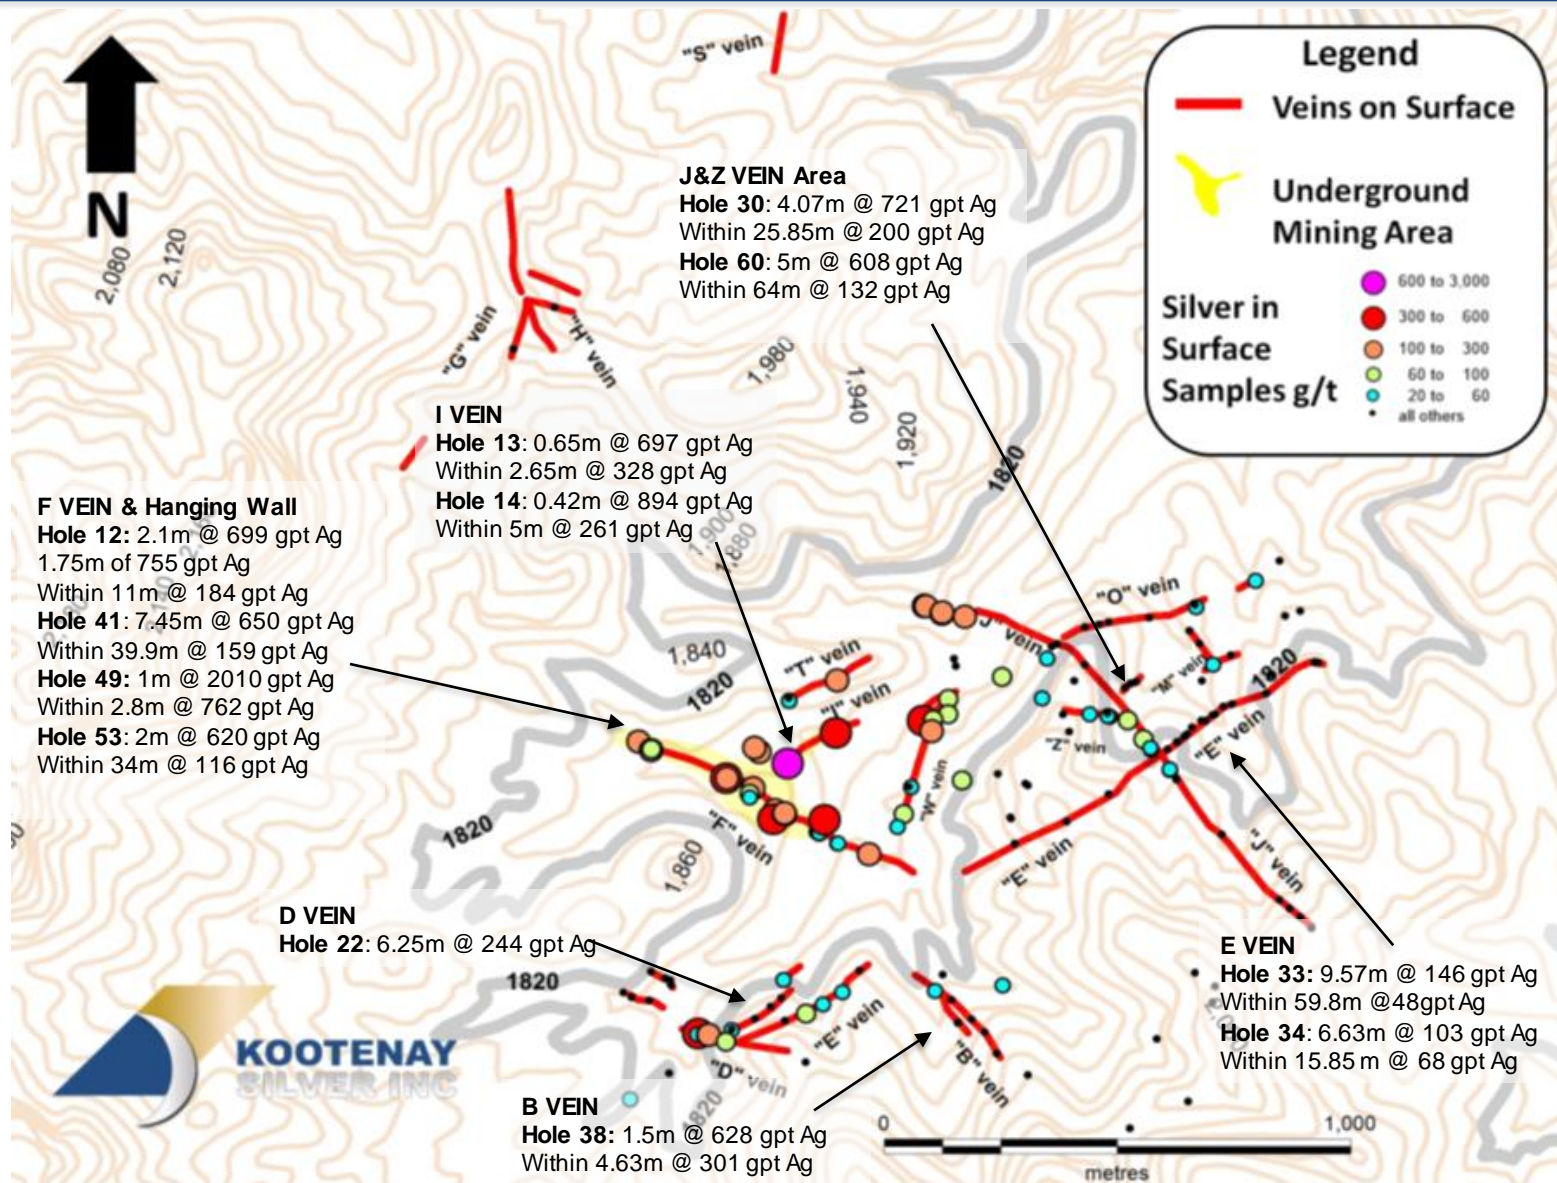 "S" vein
N
2,080
2,120
"G" vein
"H" vein
J&Z VEIN Area
Hole 30: 4.07m @ 721 gpt Ag
Within 25.85m @ 200 gpt Ag
Hole 60: 5m @ 608 gpt Ag
Within 64m @ 132 gpt Ag
Legend
Veins on Surface
Underground
Mining Area
Silver in
Surface
Samples g/t
600 to 3,000
300 to 600
100 to 300
60 to 100
20 to 60
all others
1,980
1,940
1,920
1820
I VEIN
Hole 13: 0.65m @ 697 gpt Ag
Within 2.65m @ 328 gpt Ag
Hole 14: 0.42m @ 894 gpt Ag
Within 5m @ 261 gpt Ag
1,900
1,880
F VEIN & Hanging Wall
Hole 12: 2.1m @ 699 gpt Ag
1.75m of 755 gpt Ag
Within 11m @ 184 gpt Ag
Hole 41: 7.45m @ 650 gpt Ag
Within 39.9m @ 159 gpt Ag
Hole 49: 1m @ 2010 gpt Ag
Within 2.8m @ 762 gpt Ag
Hole 53: 2m @ 620 gpt Ag
Within 34m @ 116 gpt Ag
"O" vein
"J" vein
1,840
1820
"T" vein
"I" vein
"M" vein
1820
"Z" vein
"E" vein
"W" vein
1820
"F" vein
1,860
"E" vein
"J" vein
D VEIN
Hole 22: 6.25m @ 244 gpt Ag
1820
"E" vein
"D" vein
"B" vein
1820
E VEIN
Hole 33: 9.57m @ 146 gpt Ag
Within 59.8m @48gpt Ag
Hole 34: 6.63m @ 103 gpt Ag
Within 15.85 m @ 68 gpt Ag
KOOTENAY
SILVER INC
B VEIN
Hole 38: 1.5m @ 628 gpt Ag
Within 4.63m @ 301 gpt Ag
0
1,000
metres